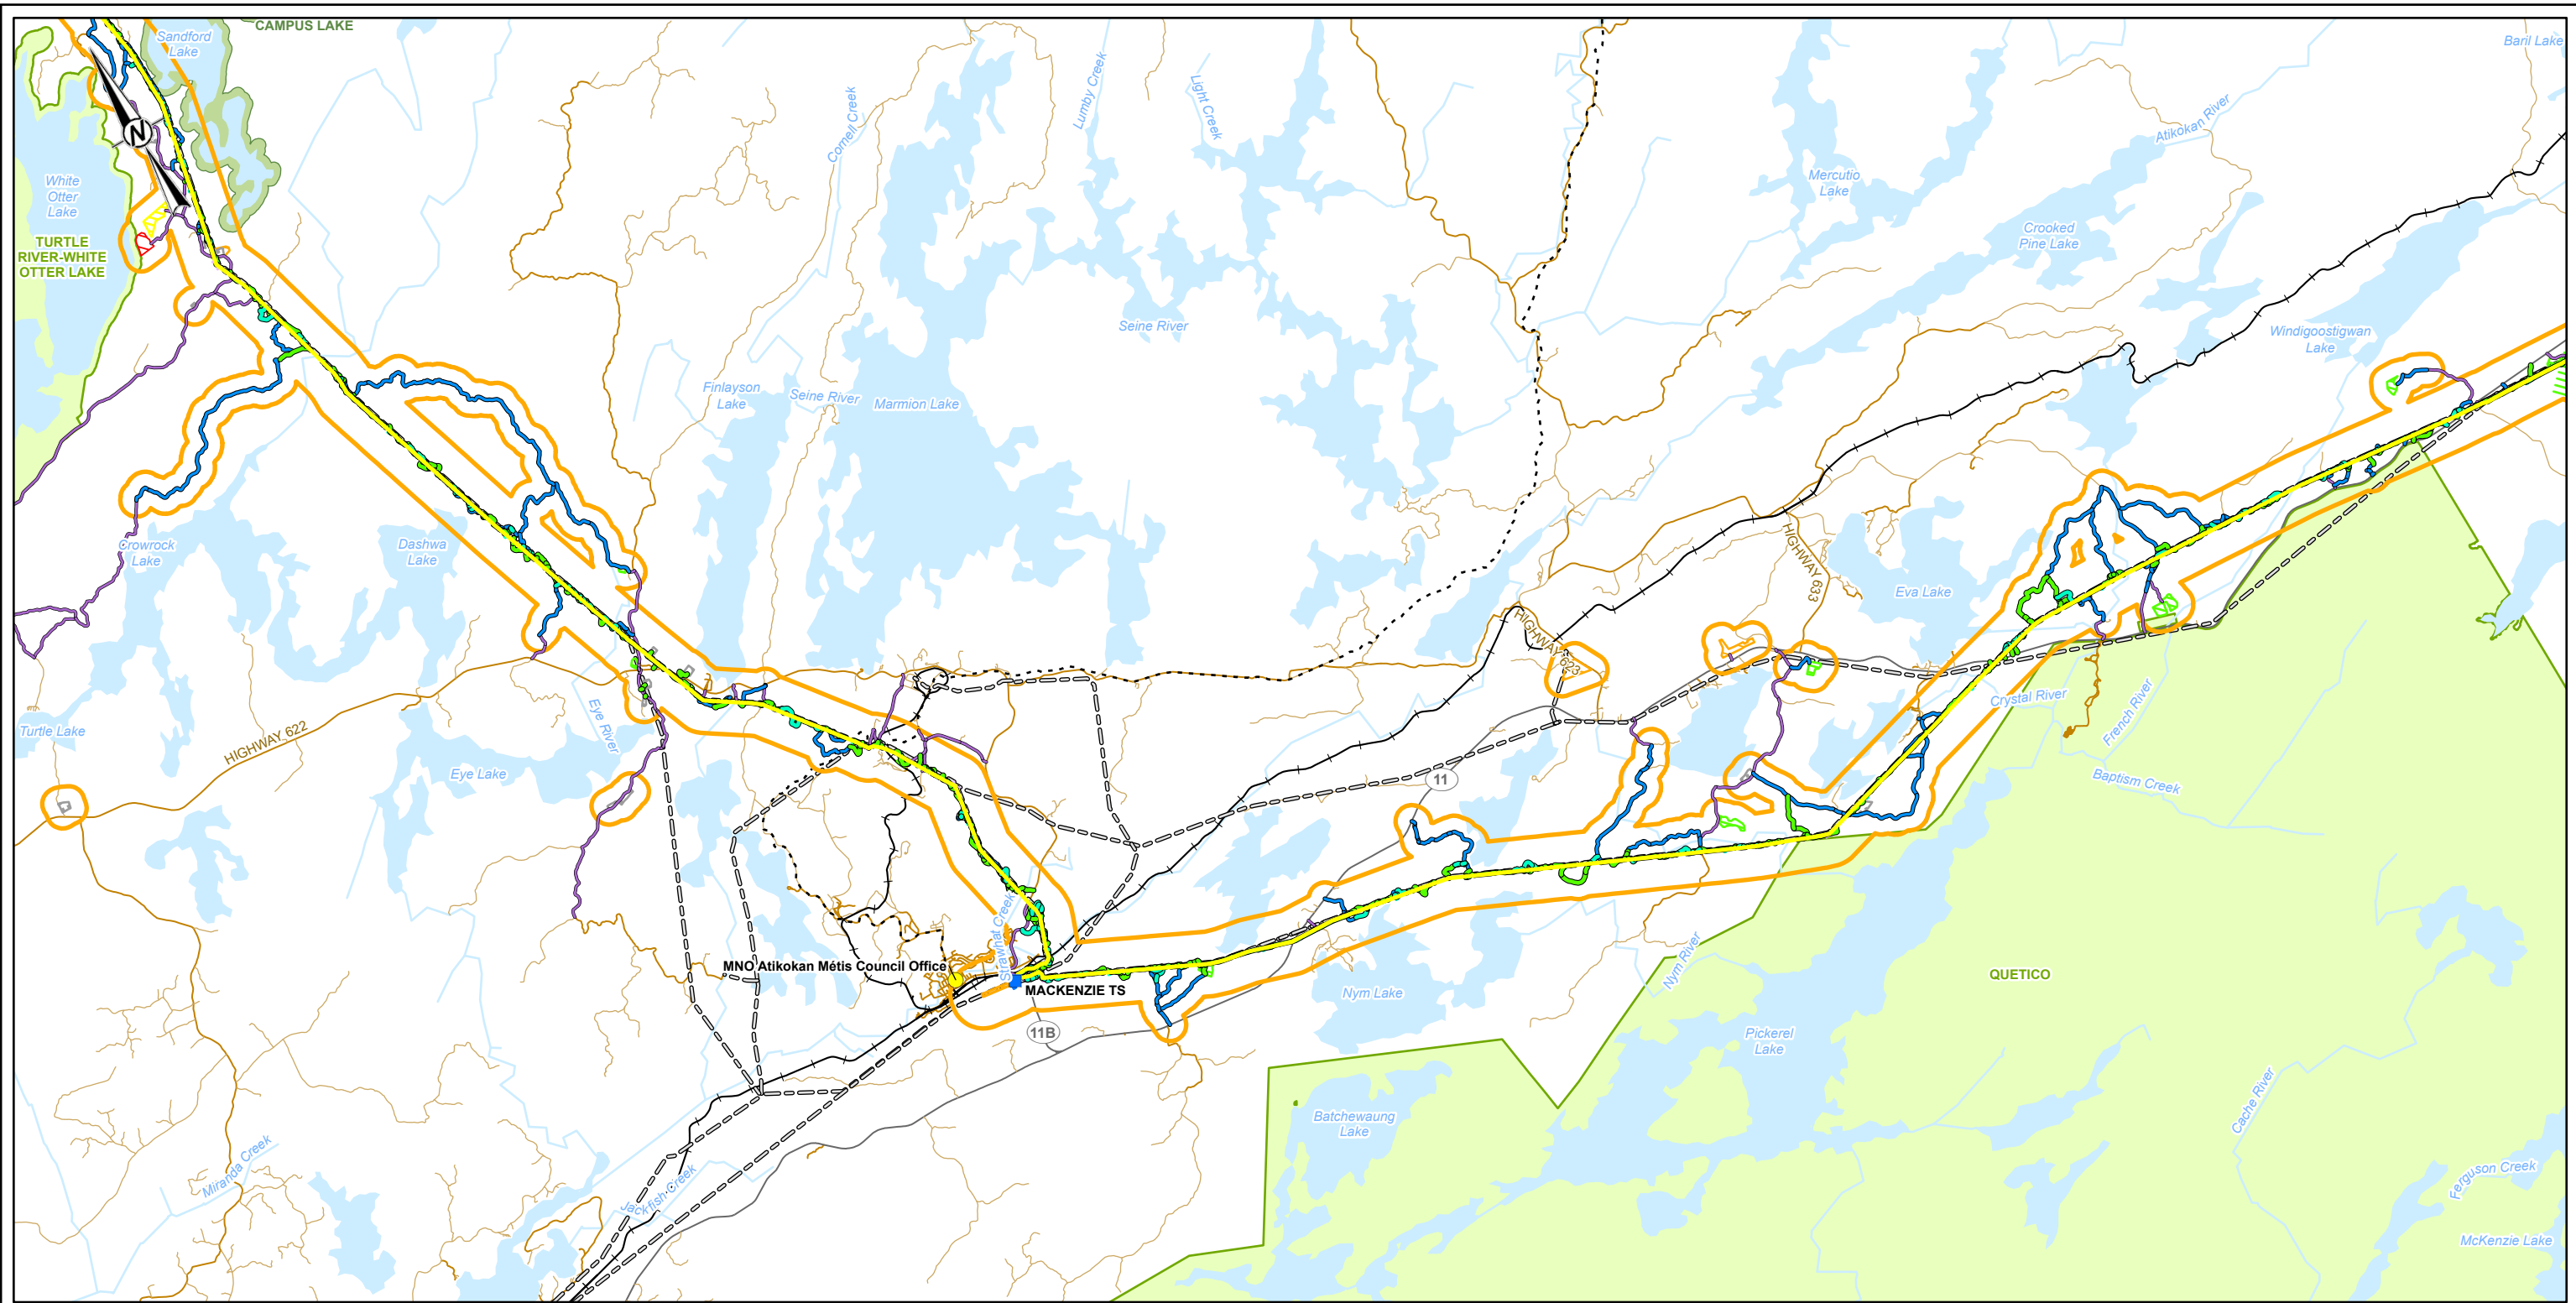 CAMPUS LAKE
Sandford
Lake
Baril Lake
Lumby Creek
Light Creek
Cornell Creek
Atikokan River
N
White
Otter
Lake
Mercutio
Lake
TURTLE
RIVER-WHITE
OTTER LAKE
Crooked
Pine Lake
Seine River
Windigoostigwan
Lake
Finlayson
Lake
Seine River
Marmion Lake
Crowrock
Lake
Dashwa
Lake
HIGHWAY 633
Eva Lake
HIGHWAY 623
Crystal River
French River
Turtle Lake
HIGHWAY 622
Eye River
Eye Lake
11
Baptism Creek
Strawhat Creek
MNO Atikokan Métis Council Office
MACKENZIE TS
Nym Lake
Nym River
QUETICO
11B
Pickerel
Lake
Batchewaung
Lake
Cache River
Miranda Creek
Jackfish Creek
Ferguson Creek
McKenzie Lake